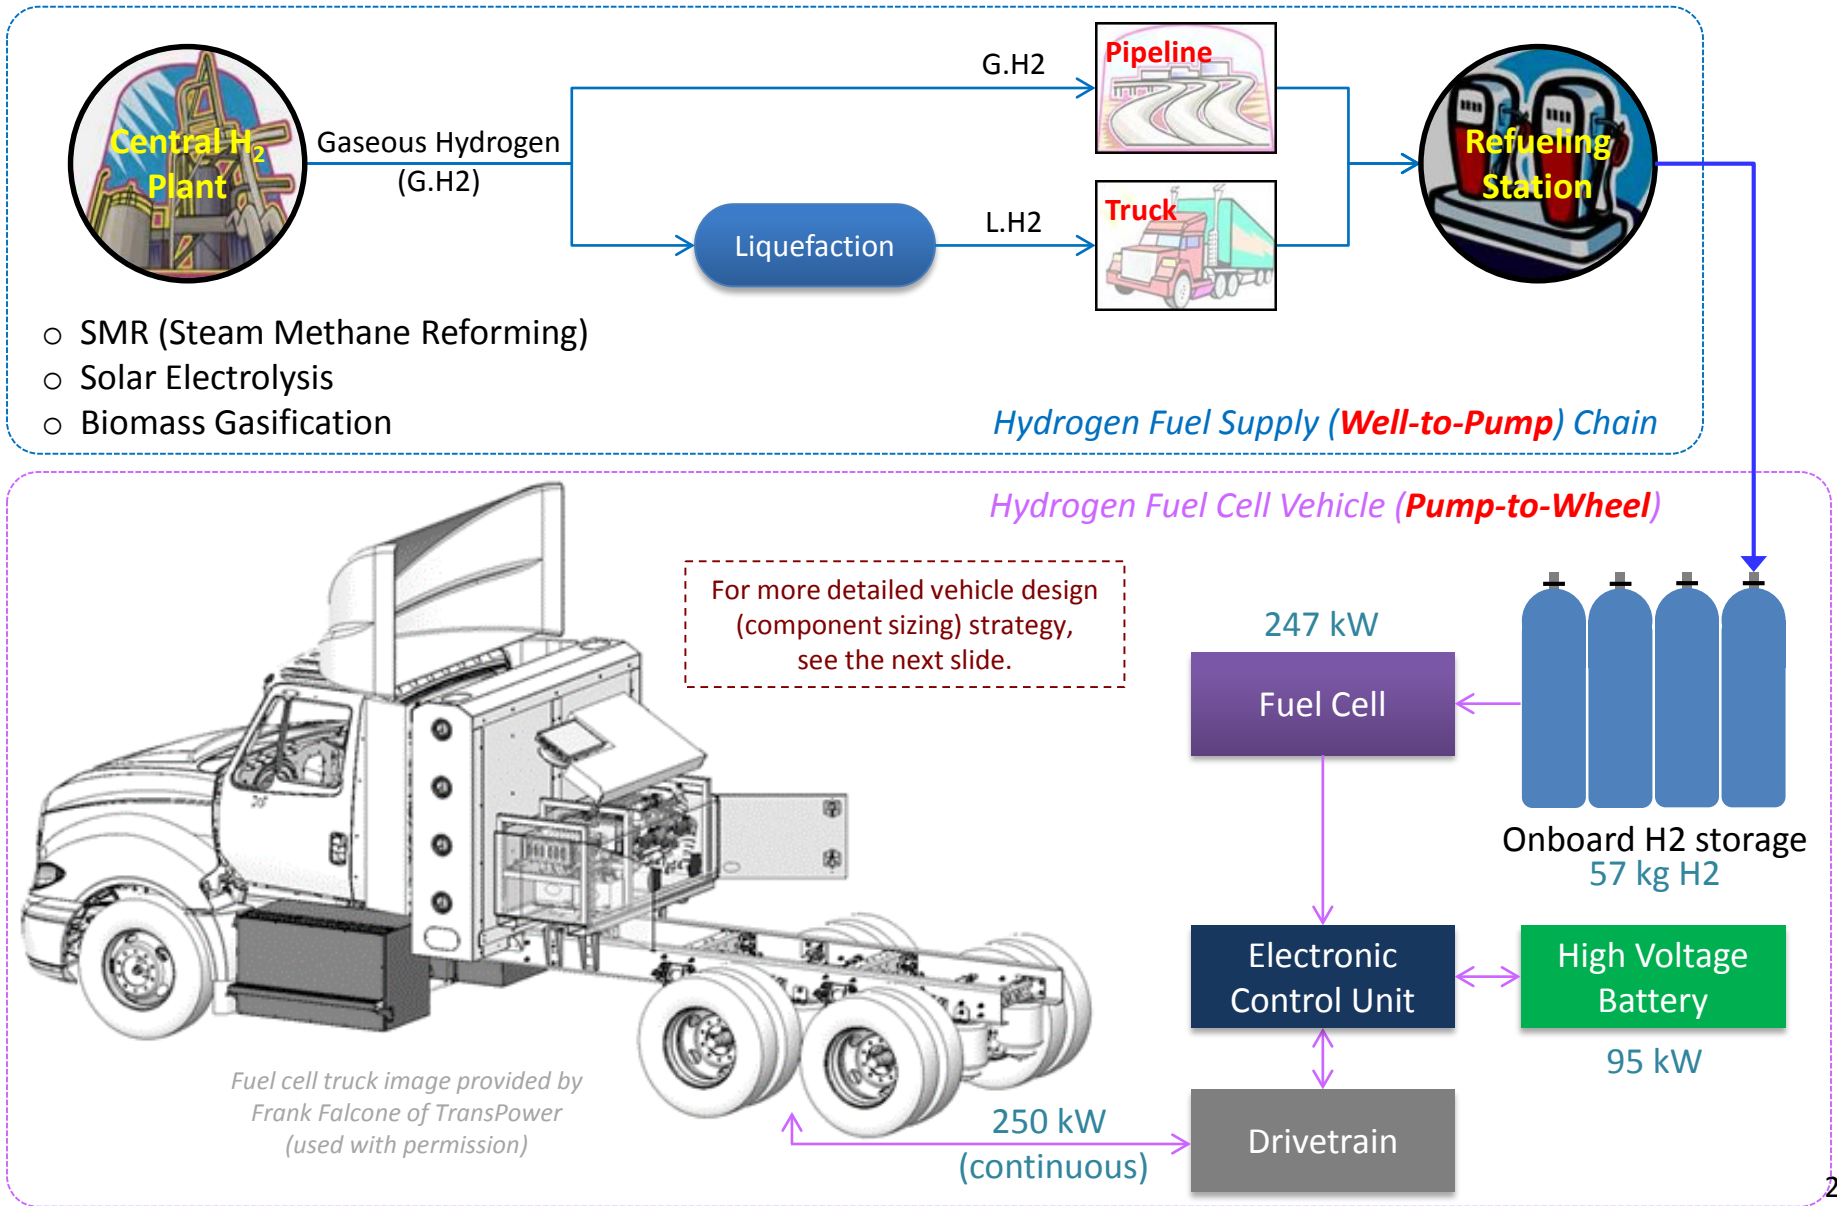 Central H2
Plant
Gaseous Hydrogen
(G.H2)
G.H2
Pipeline
Liquefaction
L.H2
Truck
Refueling
Station
○ SMR (Steam Methane Reforming)
○ Solar Electrolysis
○ Biomass Gasification
Hydrogen Fuel Supply (Well-to-Pump) Chain
Hydrogen Fuel Cell Vehicle (Pump-to-Wheel)
For more detailed vehicle design
(component sizing) strategy,
see the next slide.
247 kW
Fuel Cell
Onboard H2 storage
57 kg H2
Electronic
Control Unit
High Voltage
Battery
95 kW
Fuel cell truck image provided by
Frank Falcone of TransPower
(used with permission)
250 kW
(continuous)
Drivetrain
2